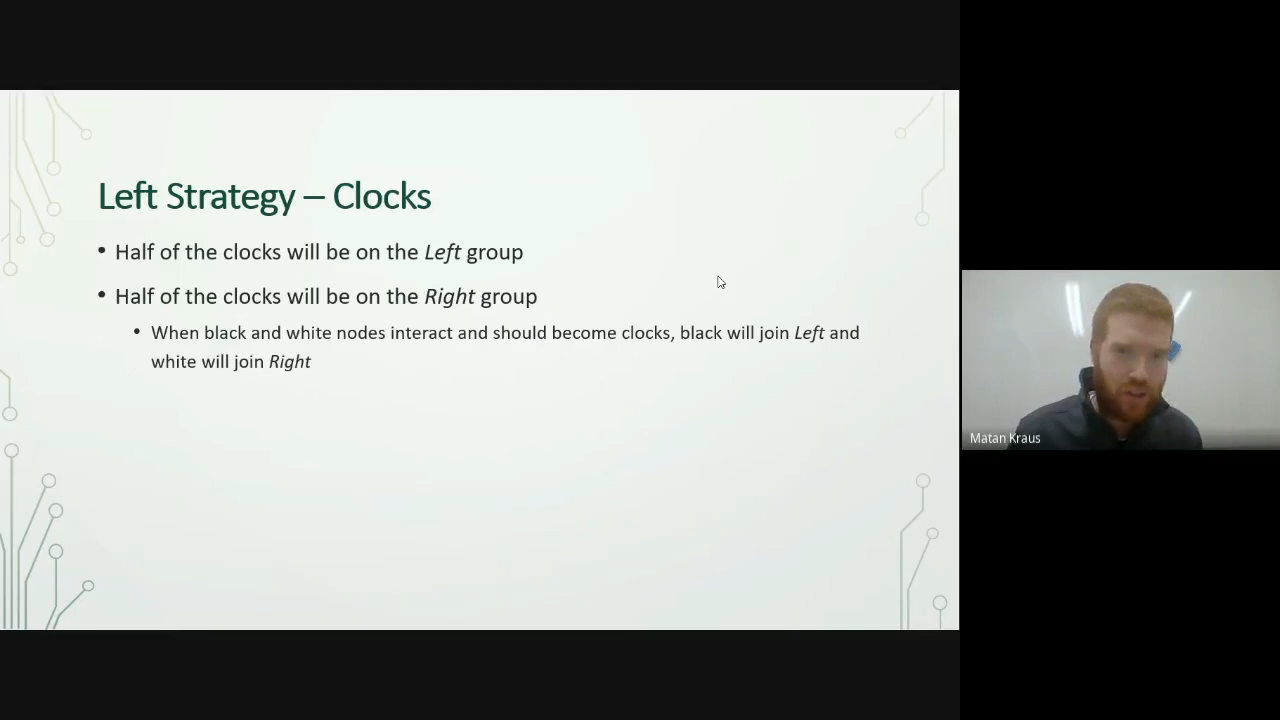 Left Strategy – Clocks
• Half of the clocks will be on the Left group
• Half of the clocks will be on the Right group
• When black and white nodes interact and should become clocks, black will join Left and
white will join Right
Matan Kraus